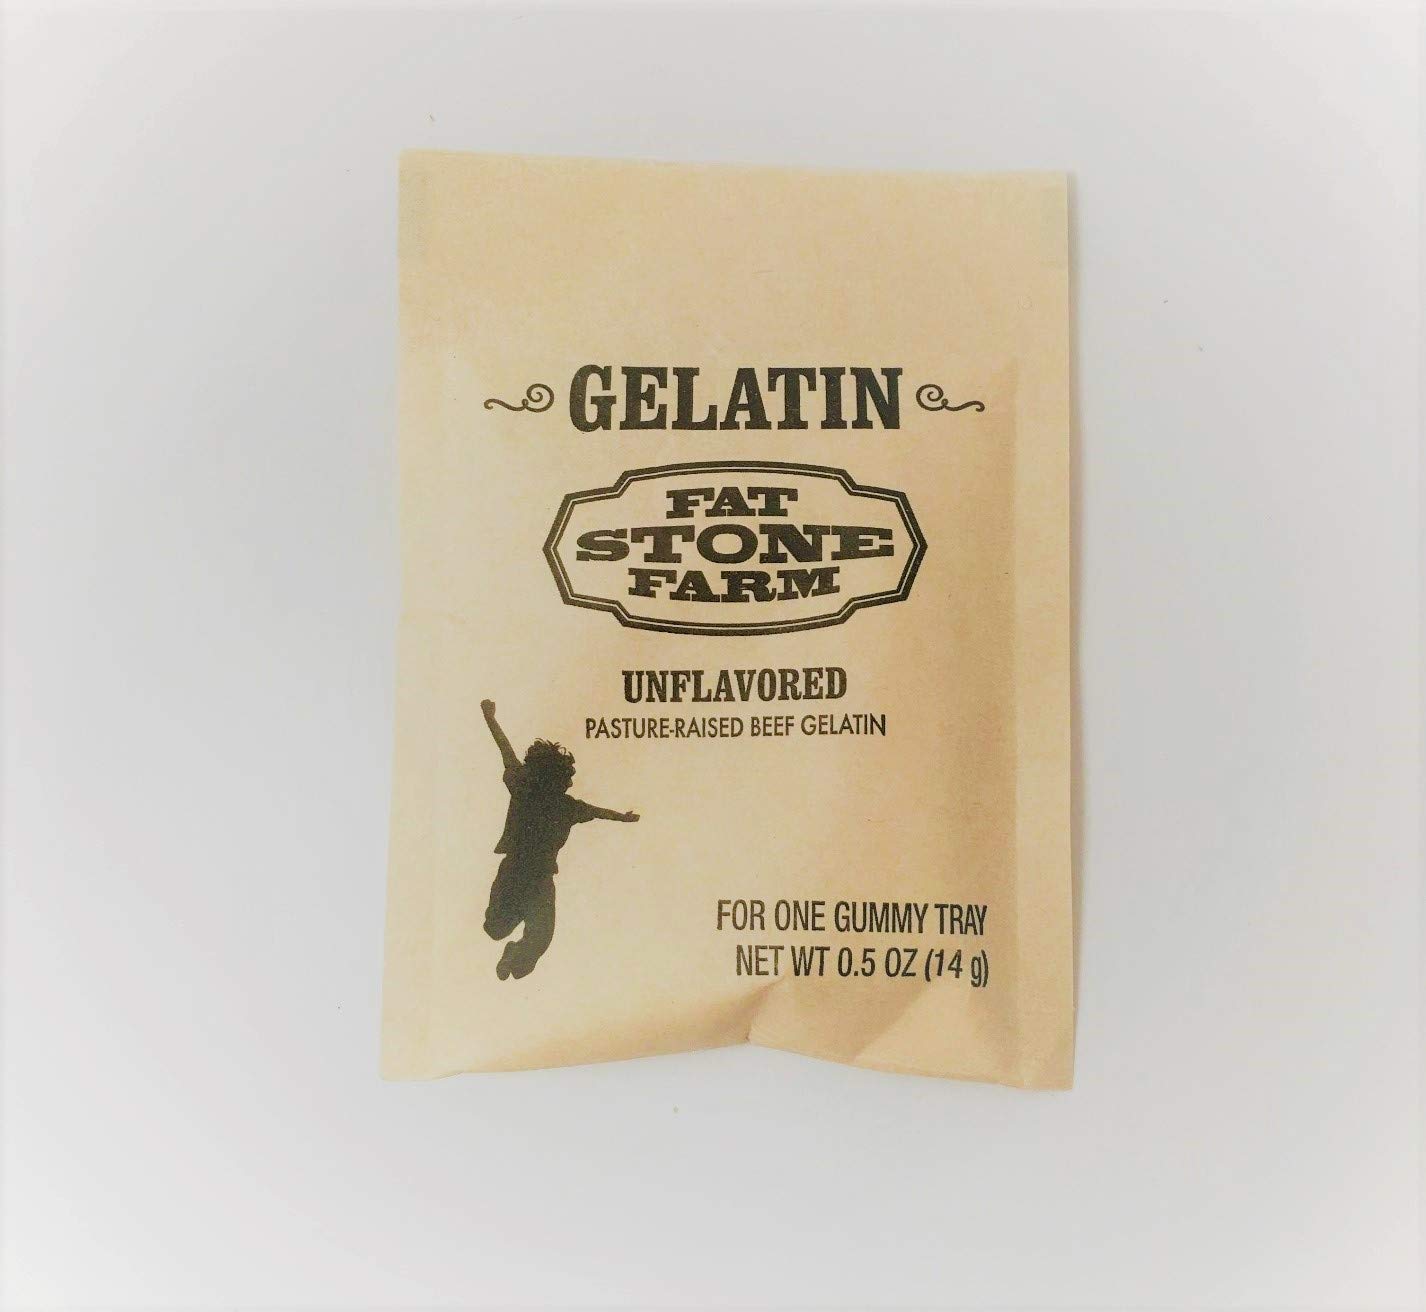 GELATIN
FAT
STONE
FARM
UNFLAVORED
PASTURE-RAISED BEEF GELATIN
FOR ONE GUMMY TRAY
NET WT 0.5 OZ (14 g)